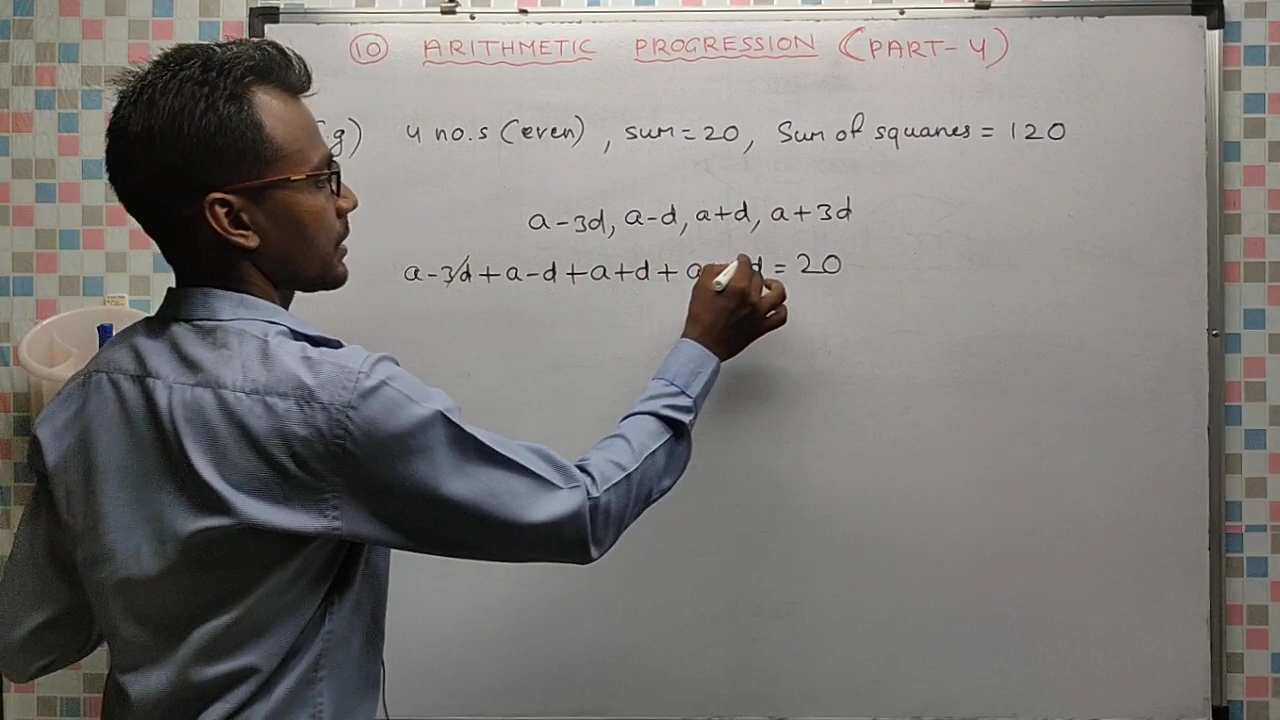 ⑩ ARITHMETIC PROGRESSION (PART-4)
g) 4 no.s (even), sum = 20, Sum of squares = 120
a-3d, a-d, a+d, a+3d
a-3d+a-d+a+d+a d = 20